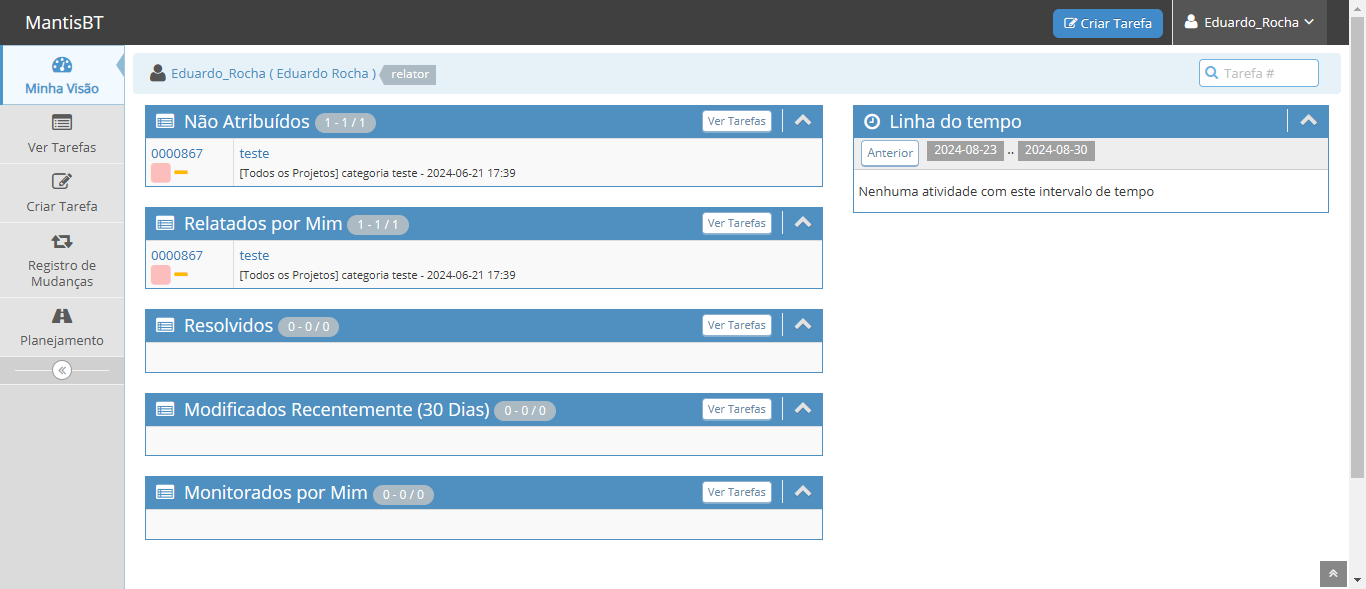 MantisBT
Criar Tarefa
Eduardo_Rocha
Minha Visão
Ver Tarefas
Criar Tarefa
Registro de
Mudanças
Planejamento
Eduardo_Rocha ( Eduardo Rocha ) relator
Tarefa #
Não Atribuídos 1 - 1 / 1
Ver Tarefas
0000867
teste
[Todos os Projetos] categoria teste - 2024-06-21 17:39
Relatados por Mim 1 - 1 / 1
Ver Tarefas
0000867
teste
[Todos os Projetos] categoria teste - 2024-06-21 17:39
Resolvidos 0 - 0 / 0
Ver Tarefas
Modificados Recentemente (30 Dias) 0 - 0 / 0
Ver Tarefas
Monitorados por Mim 0 - 0 / 0
Ver Tarefas
Linha do tempo
Anterior 2024-08-23 .. 2024-08-30
Nenhuma atividade com este intervalo de tempo